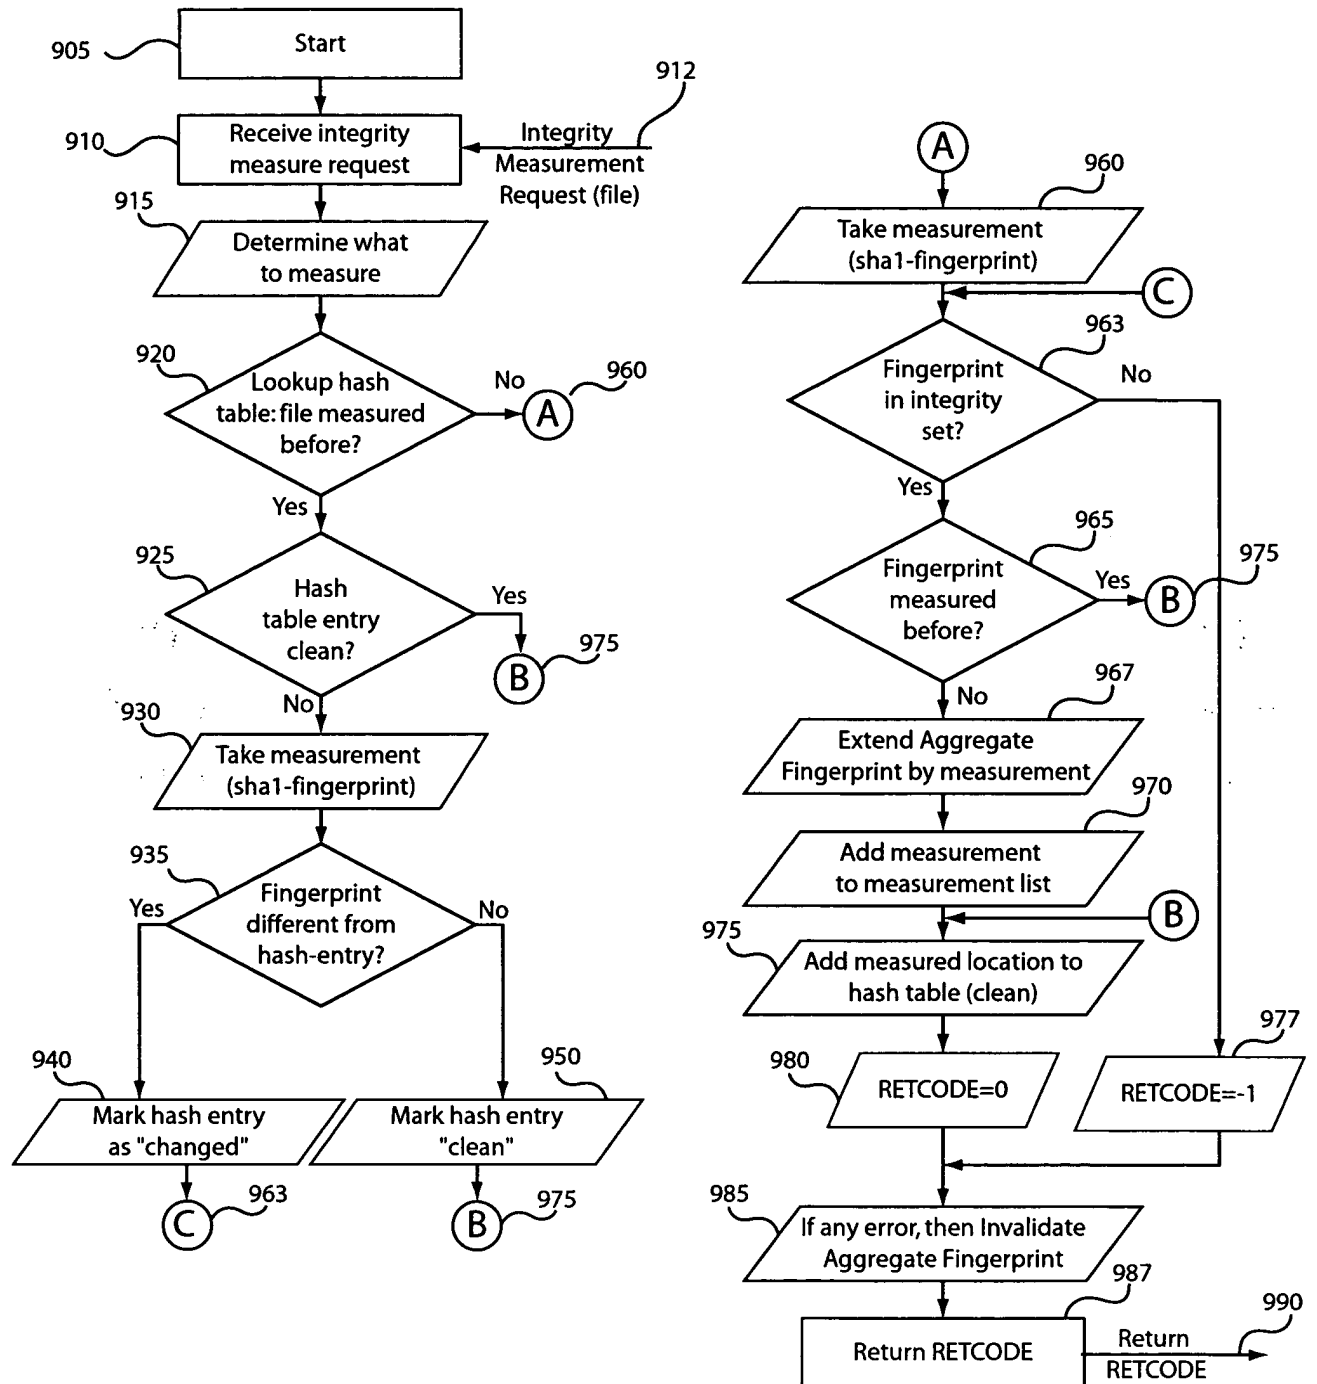 905
Start
912
910
Receive integrity
measure request
Integrity
Measurement
Request (file)
915
Determine what
to measure
920
Lookup hash
table: file measured
before?
No
960
A
Yes
925
Hash
table entry
clean?
Yes
975
B
No
930
Take measurement
(sha1-fingerprint)
935
Fingerprint
different from
hash-entry?
Yes
No
940
Mark hash entry
as "changed"
950
Mark hash entry
"clean"
C
963
B
975
A
960
Take measurement
(sha1-fingerprint)
C
963
Fingerprint
in integrity
set?
No
Yes
965
Fingerprint
measured
before?
Yes
B
975
No
967
Extend Aggregate
Fingerprint by measurement
970
Add measurement
to measurement list
B
975
Add measured location to
hash table (clean)
980
RETCODE=0
977
RETCODE=-1
985
If any error, then Invalidate
Aggregate Fingerprint
987
Return RETCODE
990
Return
RETCODE